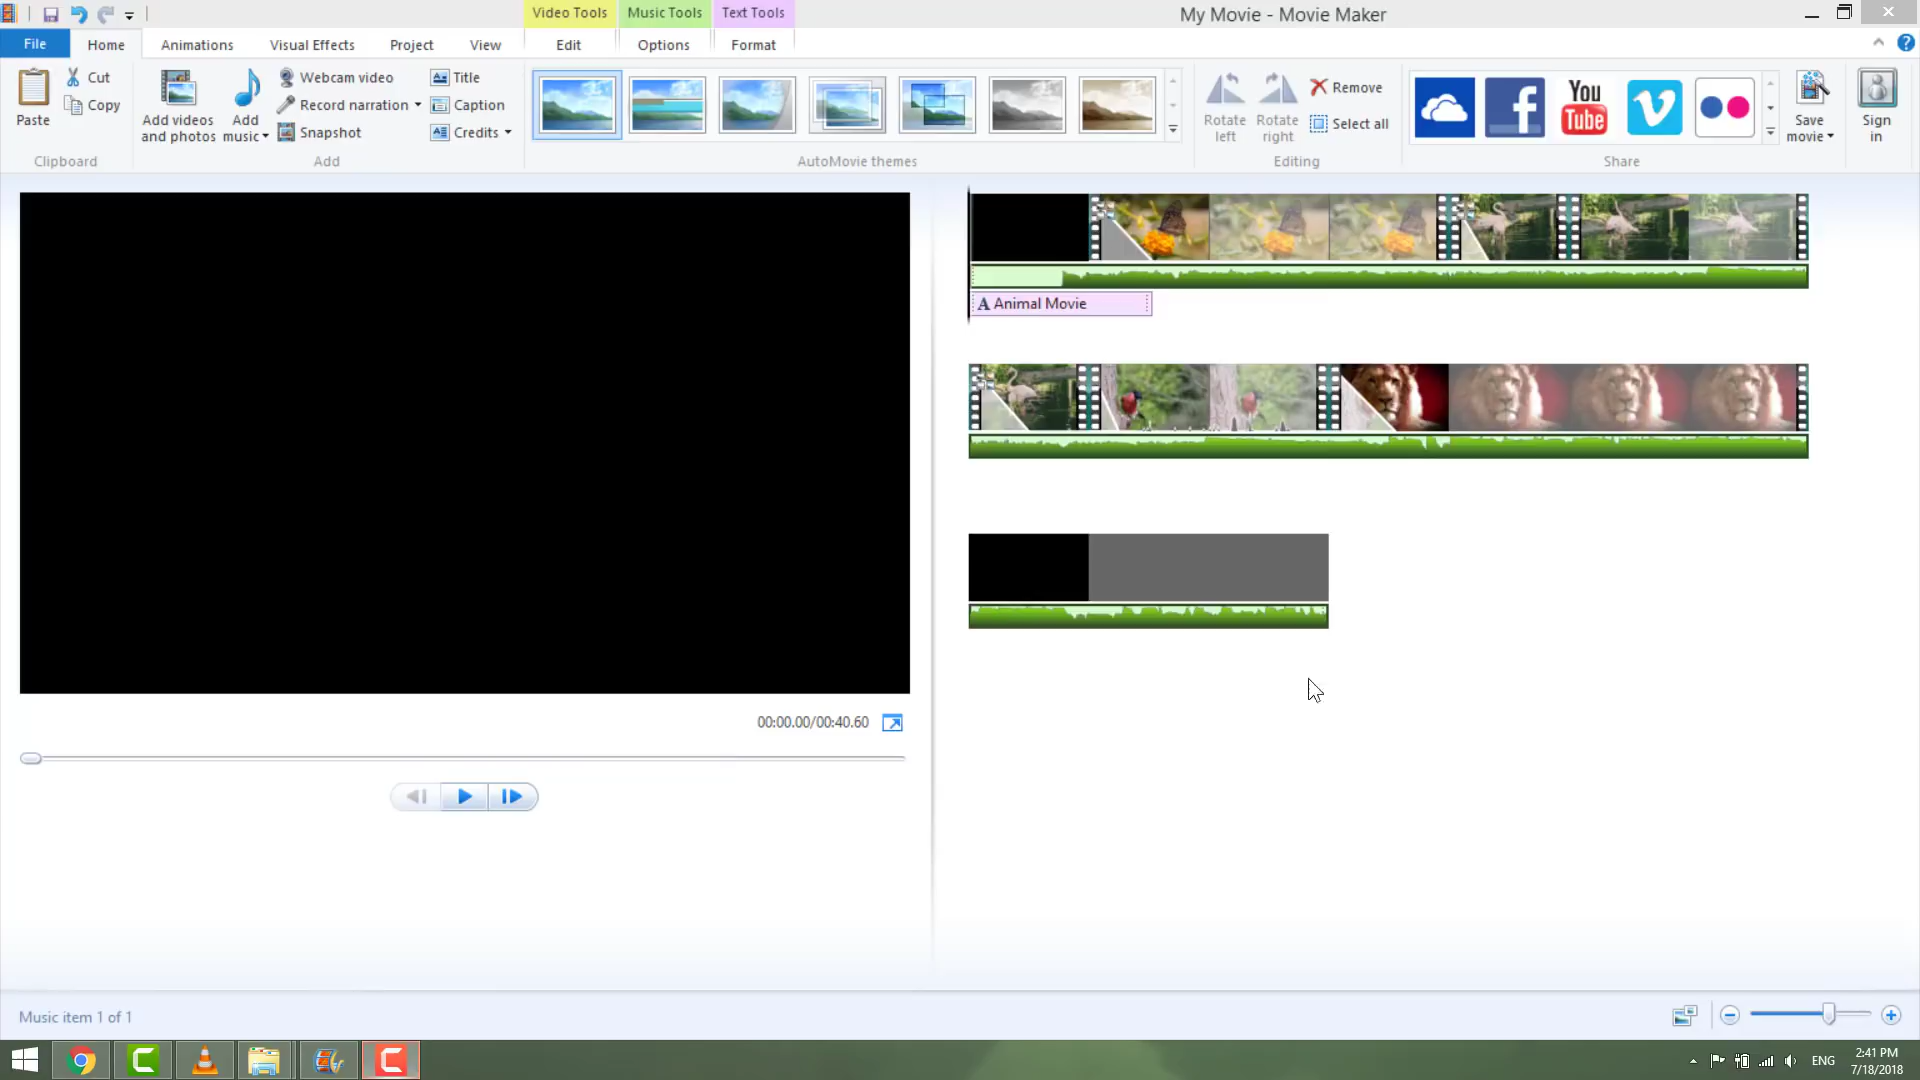 Video Tools Music Tools Text Tools My Movie - Movie Maker
File Home Animations Visual Effects Project View Edit Options Format
Paste
Cut
Copy
Clipboard
Add videos
and photos
Add
music
Webcam video
Record narration
Snapshot
Title
Caption
Credits
Add
AutoMovie themes
Rotate
left
Rotate
right
Remove
Select all
Editing
You
Tube
Share
Save
movie
Sign
in
A Animal Movie
00:00.00/00:40.60
Music item 1 of 1
ENG
2:41 PM
7/18/2018